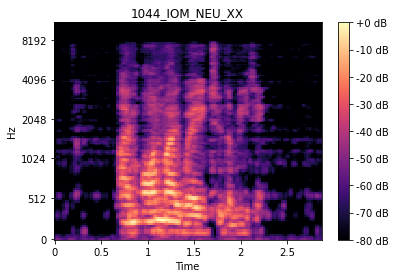 1044_IOM_NEU_XX
8192
4096
2048
1024
512
0
Hz
0
0.5
1
1.5
2
2.5
Time
+0 dB
-10 dB
-20 dB
-30 dB
-40 dB
-50 dB
-60 dB
-70 dB
-80 dB